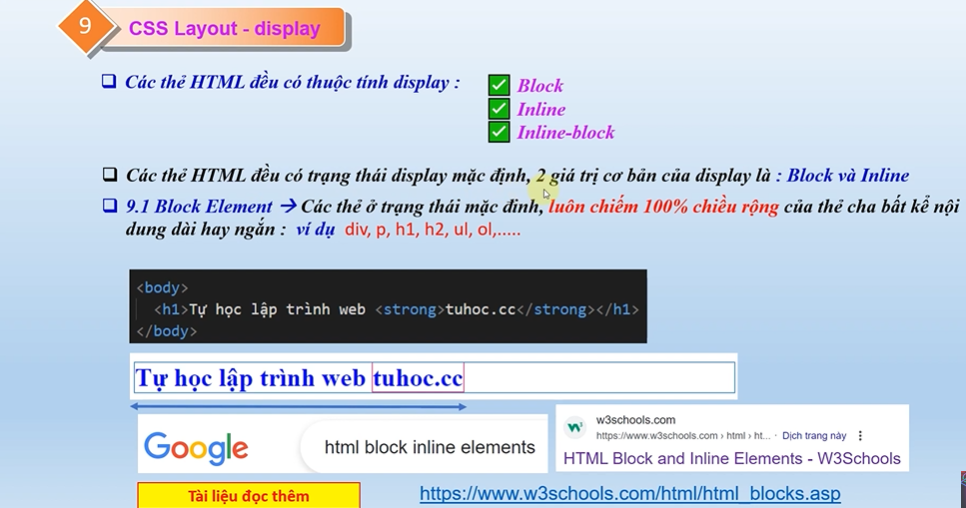 9
CSS Layout - display
Các thẻ HTML đều có thuộc tính display :
Block
Inline
Inline-block
Các thẻ HTML đều có trạng thái display mặc định, 2 giá trị cơ bản của display là : Block và Inline
9.1 Block Element → Các thẻ ở trạng thái mặc đinh, luôn chiếm 100% chiều rộng của thẻ cha bất kể nội
dung dài hay ngắn : ví dụ div, p, h1, h2, ul, ol,.....
<body>
<h1>Tự học lập trình web <strong>tuhoc.cc</strong></h1>
</body>
Tự học lập trình web tuhoc.cc
Google
html block inline elements
w3schools.com
https://www.w3schools.com › html › ht... · Dịch trang này
HTML Block and Inline Elements - W3Schools
Tài liệu đọc thêm
https://www.w3schools.com/html/html_blocks.asp